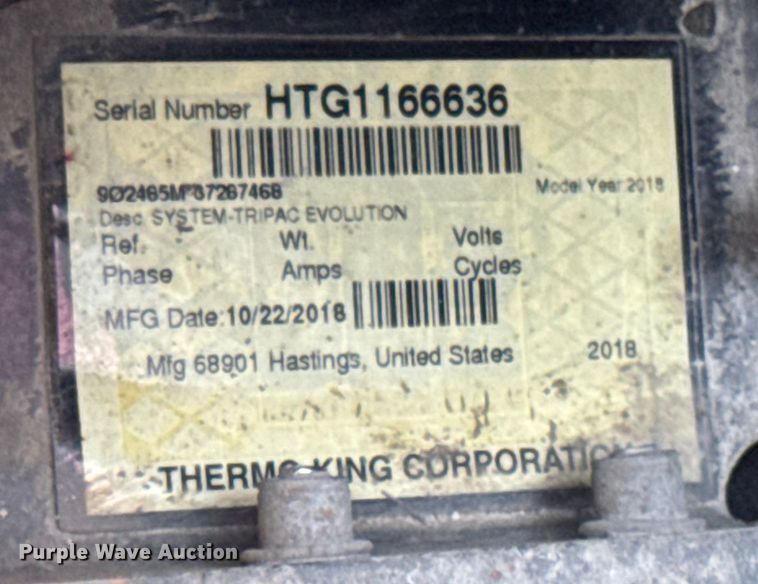 Serial Number HTG1166636
Model Year 2018
Desc SYSTEM-TRIPAC EVOLUTION
Ref. Wt. Volts
Phase Amps Cycles
MFG Date: 10/22/2018
Mfg 68901 Hastings, United States 2018
THERMO KING CORPORATION
Purple Wave Auction